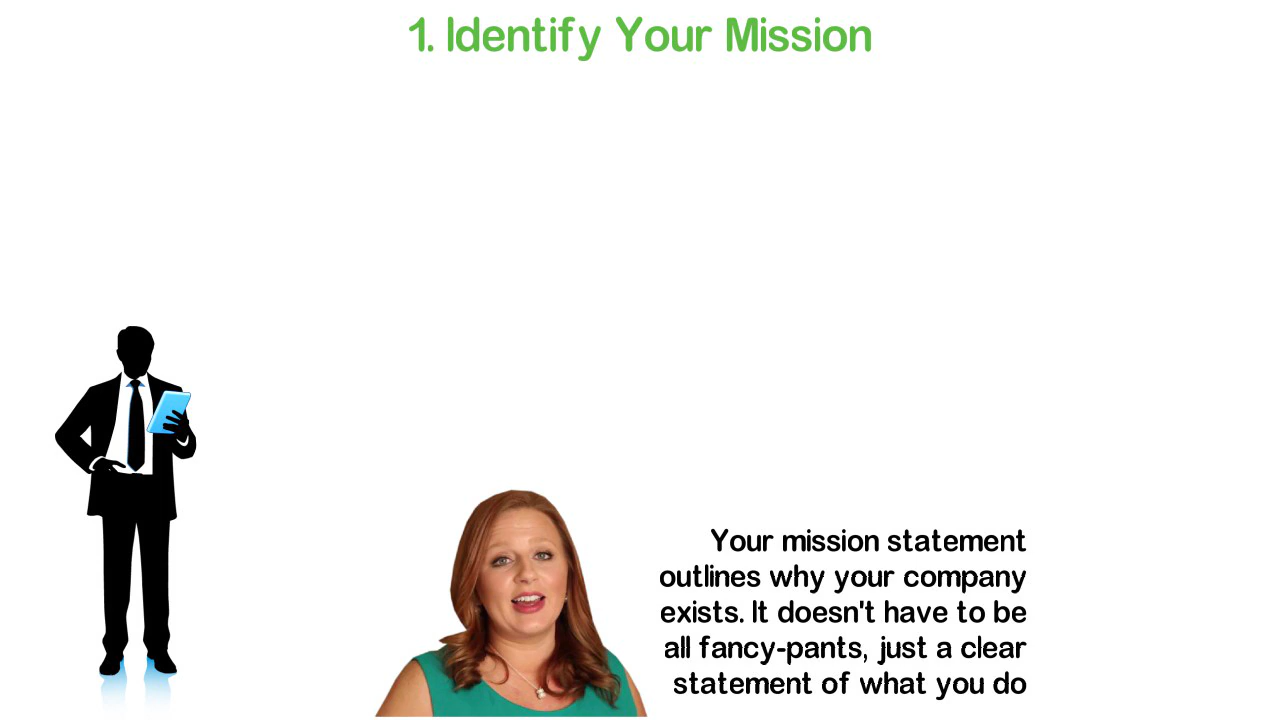 1. Identify Your Mission
Your mission statement
outlines why your company
exists. It doesn't have to be
all fancy-pants, just a clear
statement of what you do